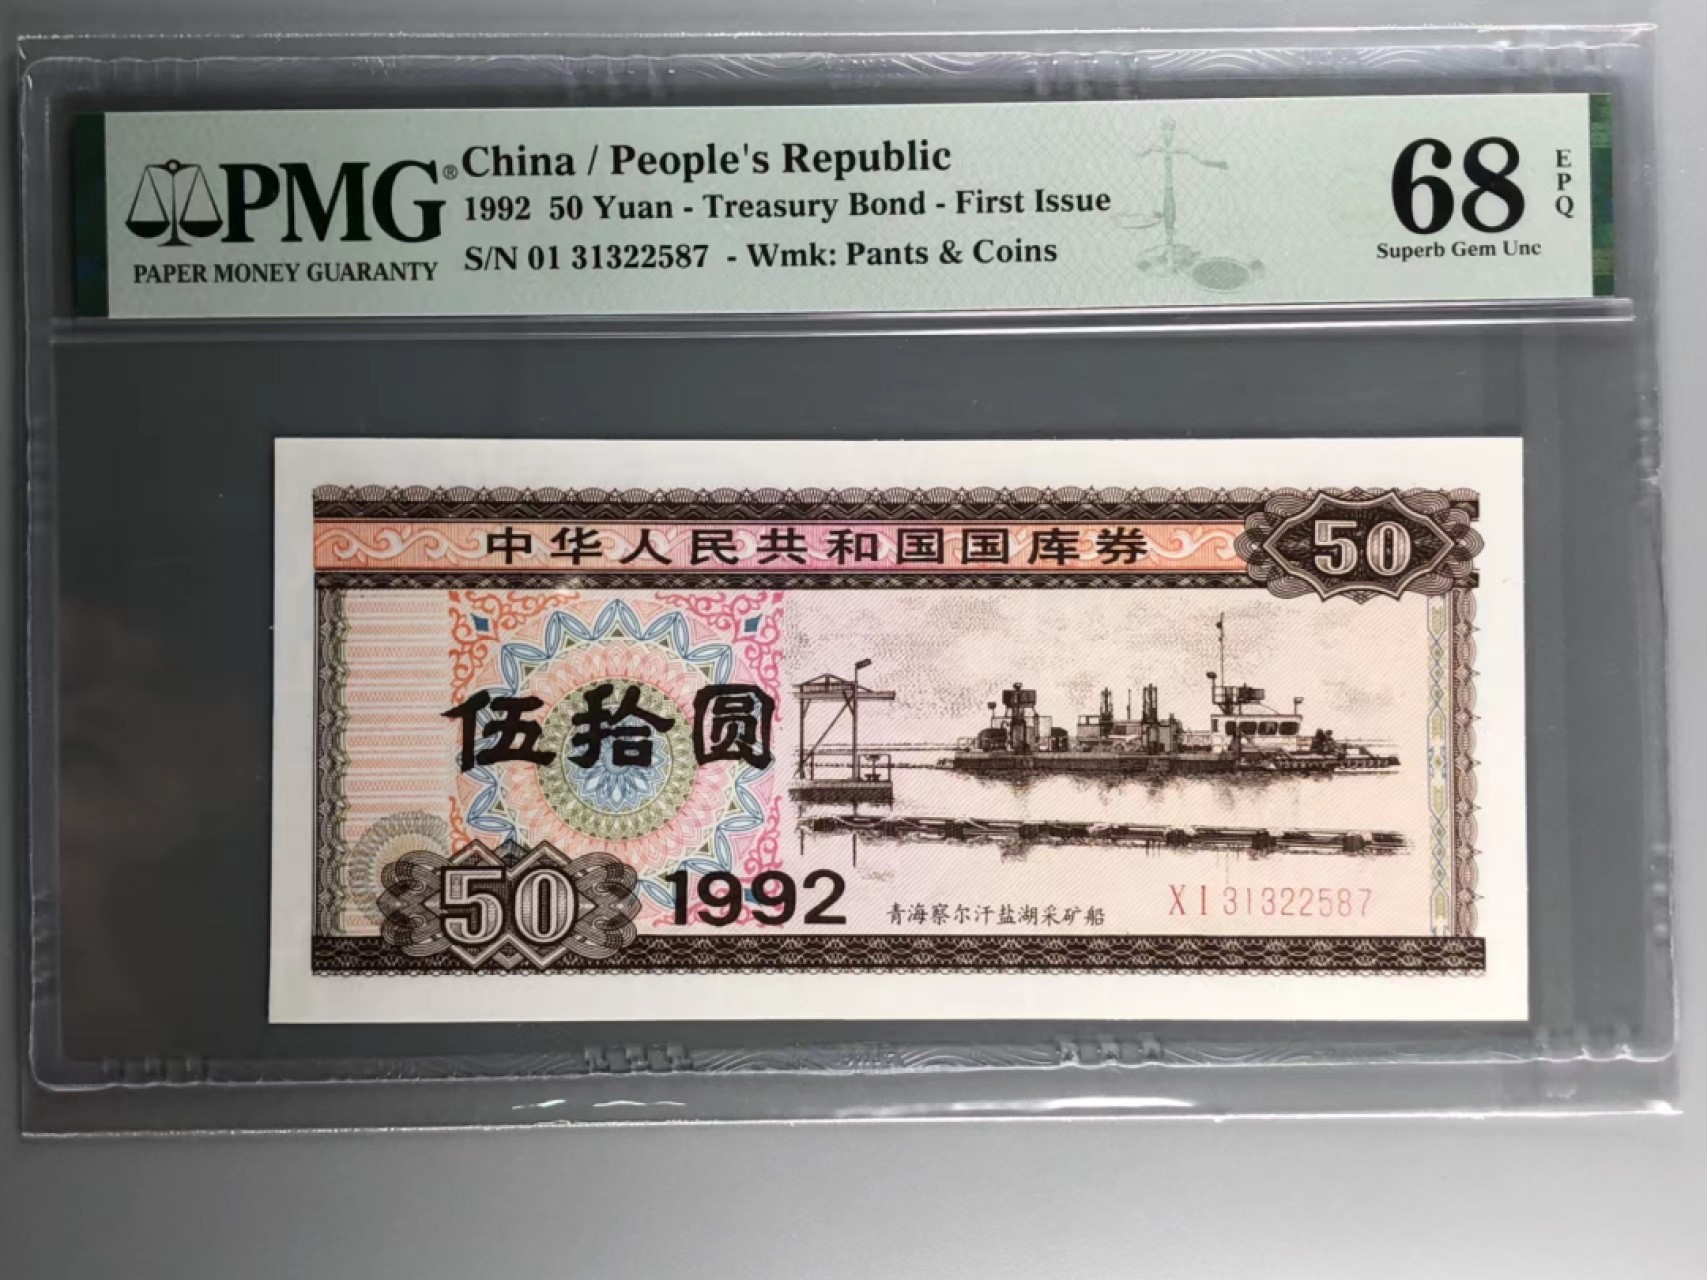 PMG®
PAPER MONEY GUARANTY
China / People's Republic
1992 50 Yuan - Treasury Bond - First Issue
S/N 01 31322587 - Wmk: Pants & Coins
68
EPQ
Superb Gem Unc
中华人民共和国国库券
50
伍拾圆
50
1992
青海察尔汗盐湖采矿船
XI31322587